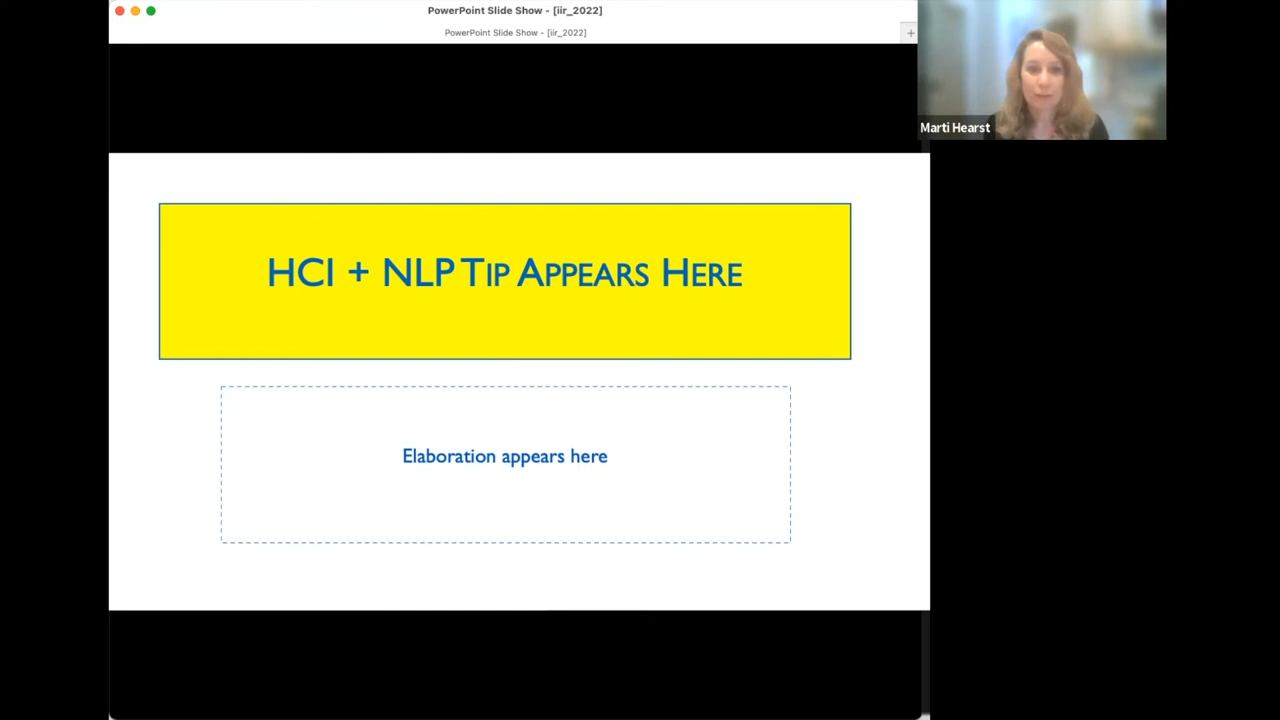 PowerPoint Slide Show - [iir_2022]
PowerPoint Slide Show - [iir_2022]
+
Marti Hearst
HCI + NLP TIP APPEARS HERE
Elaboration appears here